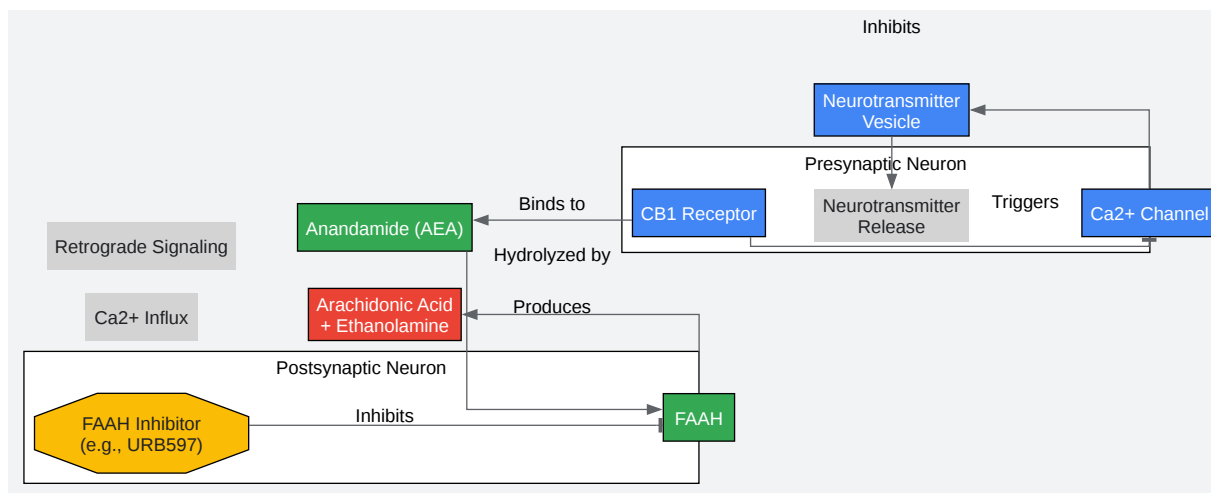 Inhibits
Neurotransmitter
Vesicle
Presynaptic Neuron
CB1 Receptor
Neurotransmitter
Release
Triggers
Ca2+ Channel
Binds to
Anandamide (AEA)
Retrograde Signaling
Hydrolyzed by
Arachidonic Acid
+ Ethanolamine
Produces
Ca2+ Influx
Postsynaptic Neuron
FAAH Inhibitor
(e.g., URB597)
Inhibits
FAAH